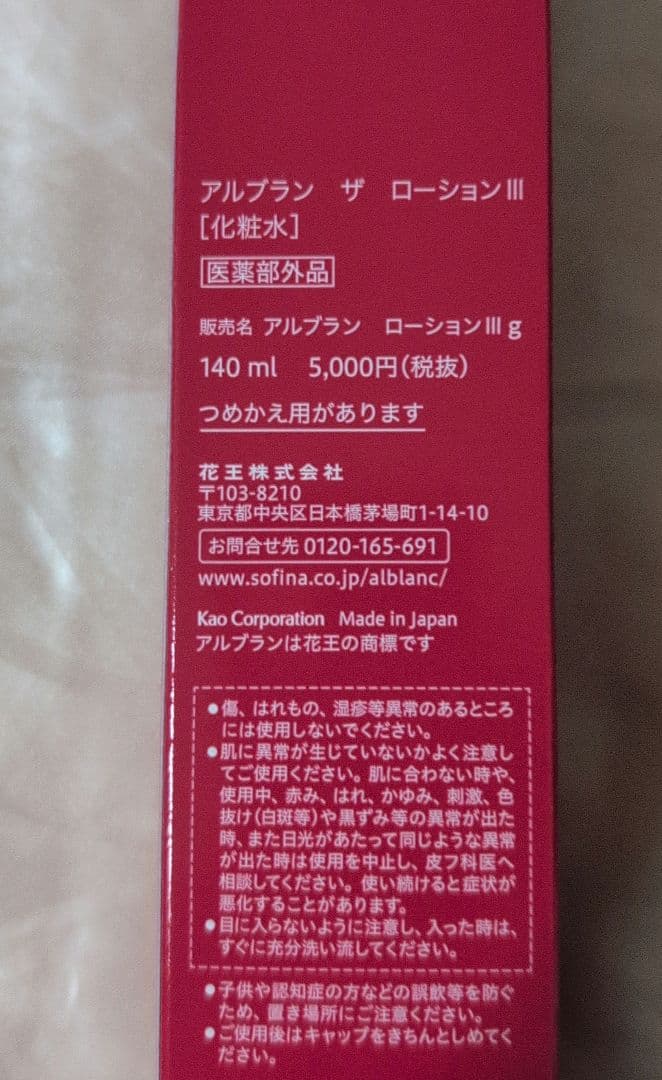 アルブラン　ザ　ローションⅢ
［化粧水］
医薬部外品
販売名 アルブラン　ローションⅢ g
140 ml　5,000円（税抜）
つめかえ用があります
花王株式会社
〒103-8210
東京都中央区日本橋茅場町1-14-10
お問合せ先 0120-165-691
www.sofina.co.jp/alblanc/
Kao Corporation　Made in Japan
アルブランは花王の商標です
●傷、はれもの、湿疹等異常のあるところ
には使用しないでください。
●肌に異常が生じていないかよく注意し
てご使用ください。肌に合わない時や、
使用中、赤み、はれ、かゆみ、刺激、色
抜け（白斑等）や黒ずみ等の異常が出た
時、また日光があたって同じような異常
が出た時は使用を中止し、皮フ科医へ
相談してください。使い続けると症状が
悪化することがあります。
●目に入らないように注意し、入った時は、
すぐに充分洗い流してください。
●子供や認知症の方などの誤飲等を防ぐ
ため、置き場所にご注意ください。
●ご使用後はキャップをきちんとしめてく
ださい。